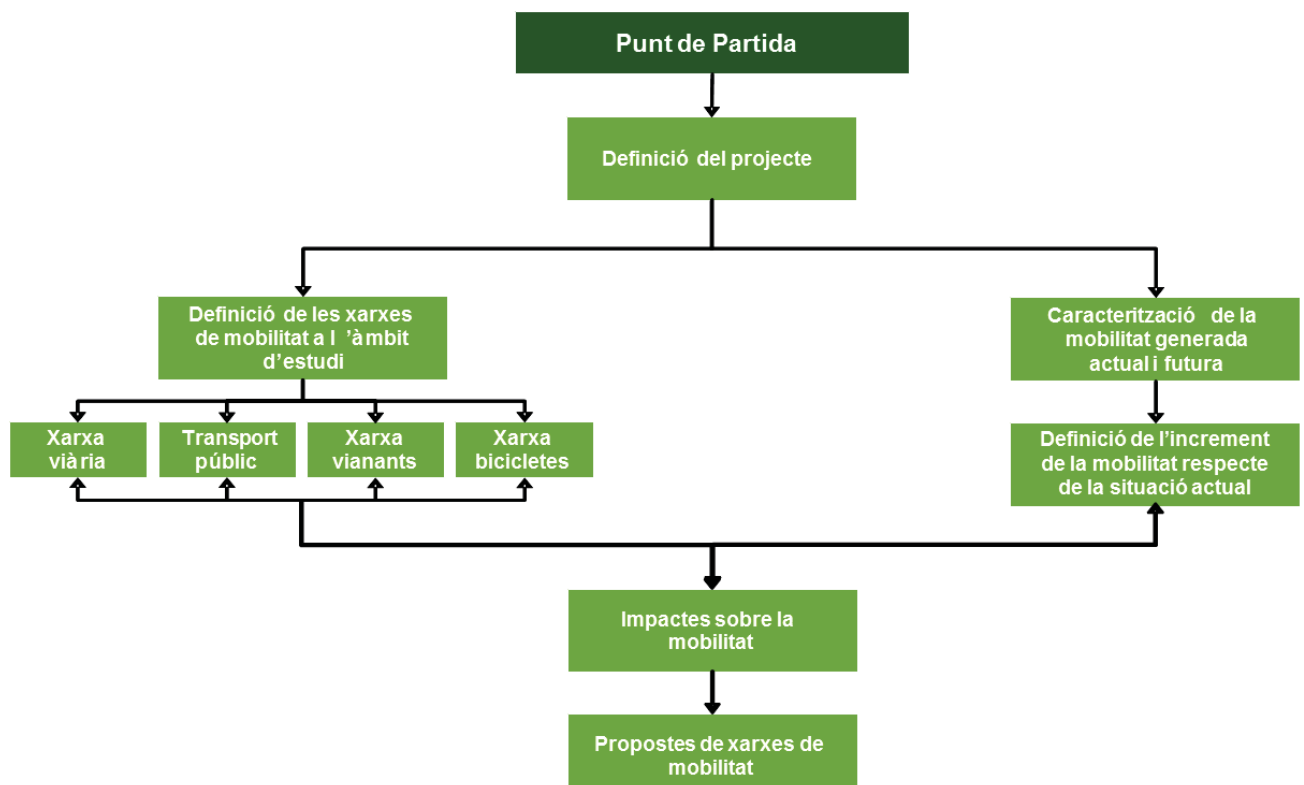 Punt de Partida
Definició del projecte
Definició de les xarxes
de mobilitat a l 'àmbit
d'estudi
Caracterització de la
mobilitat generada
actual i futura
Xarxa
viària
Transport
públic
Xarxa
vianants
Xarxa
bicicletes
Definició de l'increment
de la mobilitat respecte
de la situació actual
Impactes sobre la
mobilitat
Propostes de xarxes de
mobilitat